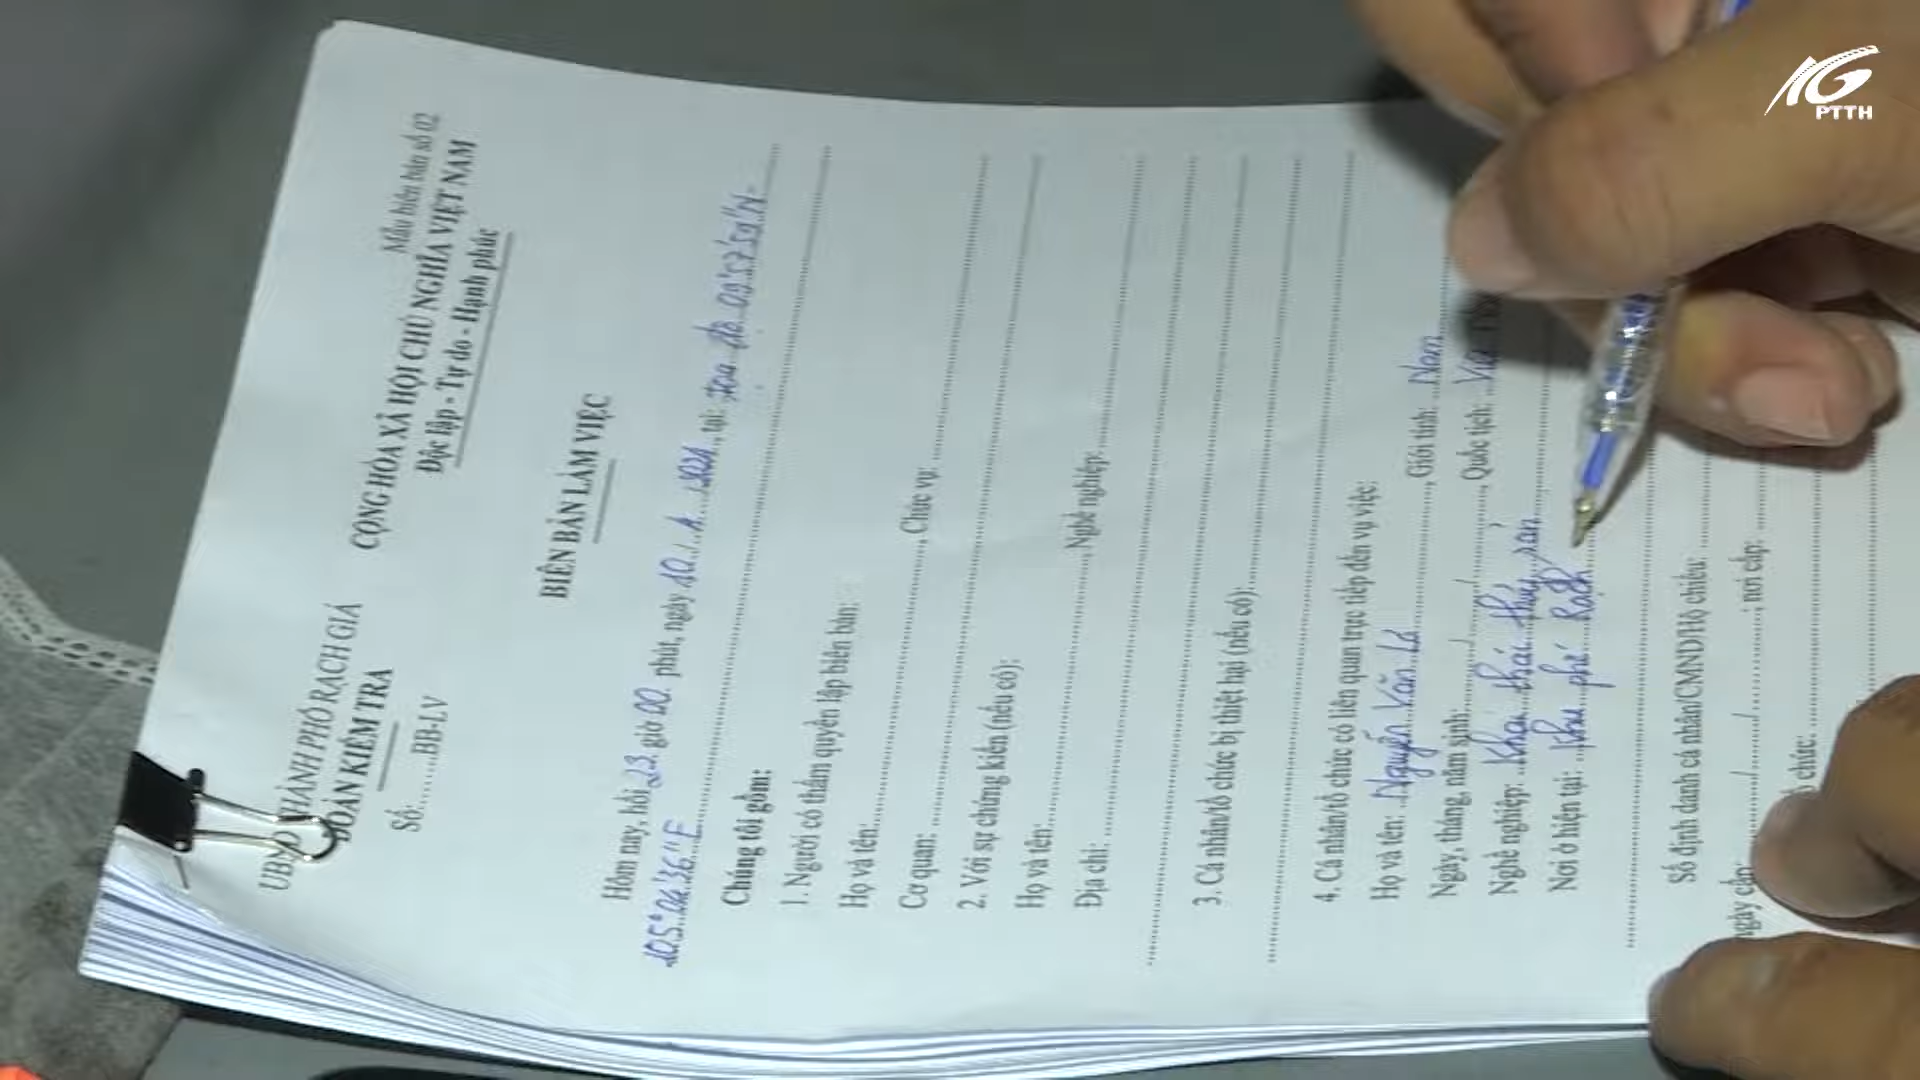 KG
PTTH
Mẫu biên bản số 02
UBND THÀNH PHỐ RẠCH GIÁ
ĐOÀN KIỂM TRA
Số:......BB-LV
CỘNG HÒA XÃ HỘI CHỦ NGHĨA VIỆT NAM
Độc lập - Tự do - Hạnh phúc
BIÊN BẢN LÀM VIỆC
Hôm nay, hồi 23 giờ 00 phút, ngày 10 / 1 / , tại: tọa độ 09°57'59"N-
105°04'36"E
Chúng tôi gồm:
1. Người có thẩm quyền lập biên bản:
Họ và tên:
Cơ quan: , Chức vụ:
2. Với sự chứng kiến (nếu có):
Họ và tên:
Địa chỉ: , Nghề nghiệp:
3. Cá nhân/tổ chức bị thiệt hại (nếu có):
4. Cá nhân/tổ chức có liên quan trực tiếp đến vụ việc:
Họ và tên: Nguyễn Văn , Giới tính: Nam
Ngày, tháng, năm sinh: / / , Quốc tịch:
Nghề nghiệp: Khai thác thủy sản
Nơi ở hiện tại: Khu phố Rạch
Số định danh cá nhân/CMND/Hộ chiếu:
ngày cấp: / / ; nơi cấp:
chức: